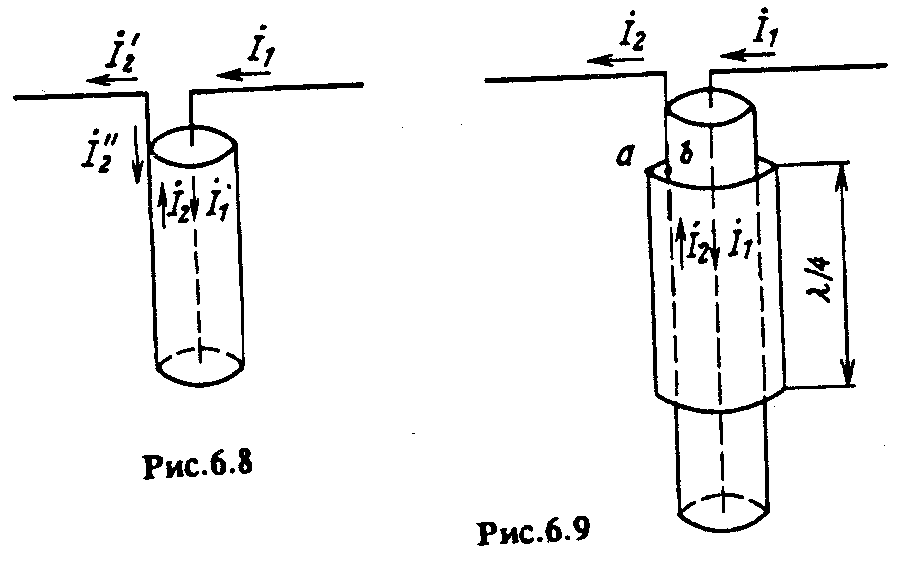 İ₂′ İ₁
İ₂″
İ₂ İ₁
Рис.6.8
İ₂ İ₁
а б
İ₂ İ₁
λ/4
Рис.6.9